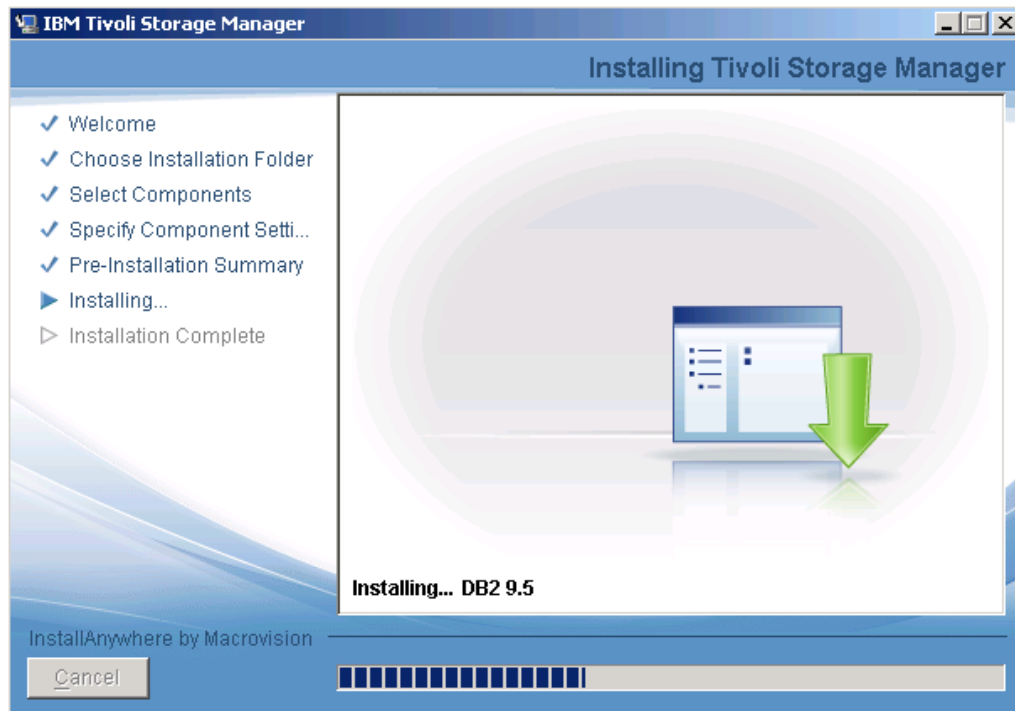 IBM Tivoli Storage Manager
Installing Tivoli Storage Manager
Welcome
Choose Installation Folder
Select Components
Specify Component Setti...
Pre-Installation Summary
Installing...
Installation Complete
Installing... DB2 9.5
InstallAnywhere by Macrovision
Cancel